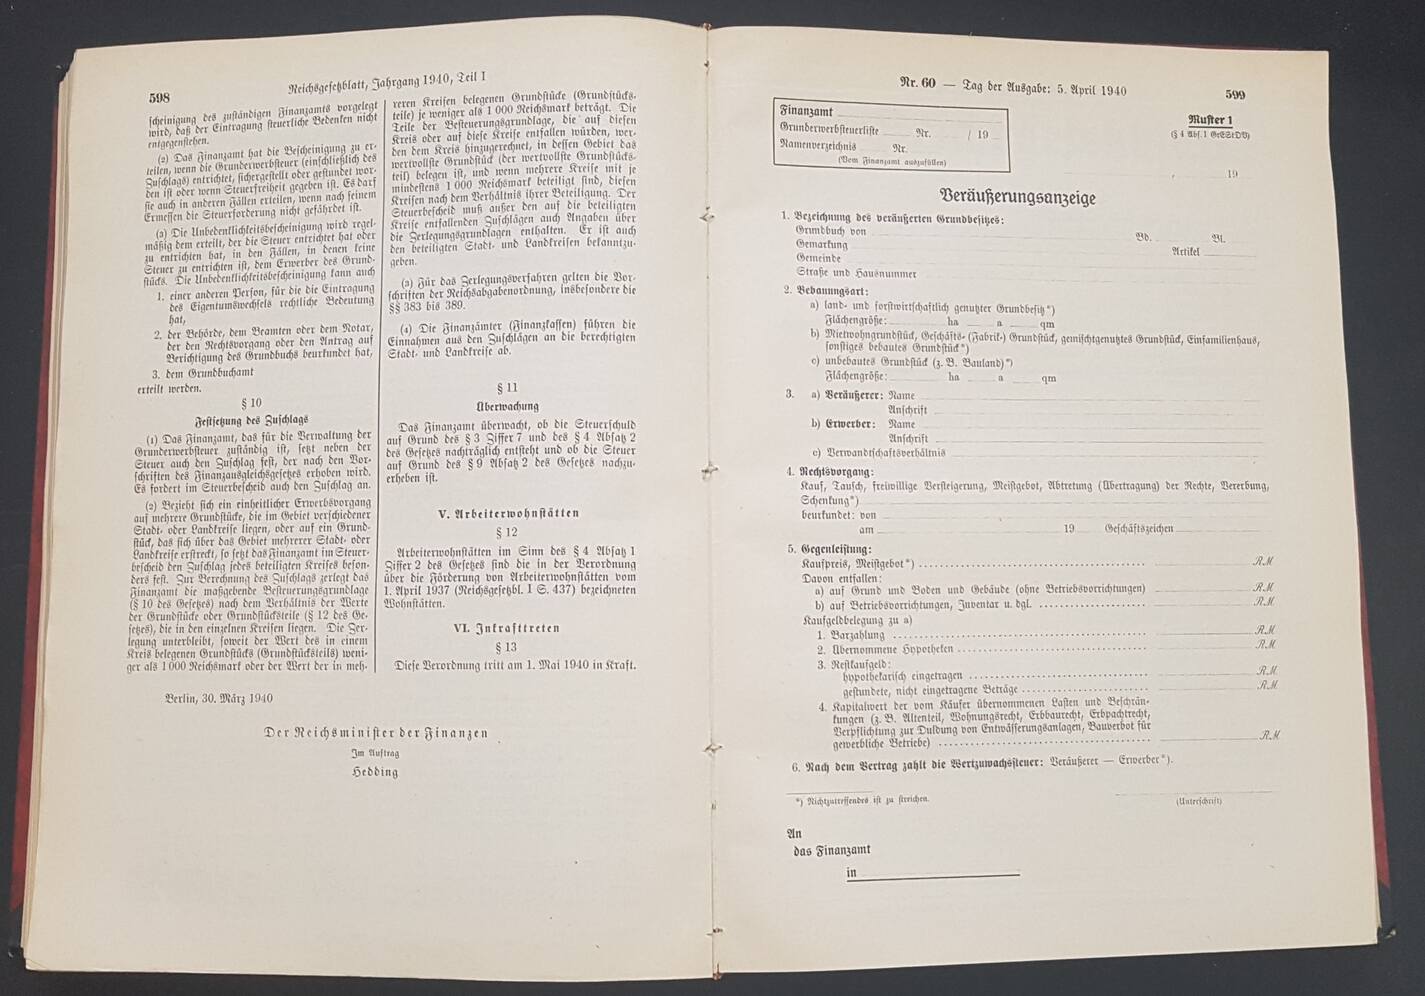 598
Reichsgesetzblatt, Jahrgang 1940, Teil I
scheinigung des zuständigen Finanzamts vorgelegt
wird, daß der Eintragung steuerliche Bedenken nicht
entgegenstehen.
(2) Das Finanzamt hat die Bescheinigung zu er-
teilen, wenn die Grunderwerbsteuer (einschließlich des
Zuschlags) entrichtet, sichergestellt oder gestundet wor-
den ist oder wenn Steuerfreiheit gegeben ist. Es darf
sie auch in anderen Fällen erteilen, wenn nach seinem
Ermessen die Steuerforderung nicht gefährdet ist.
(3) Die Unbedenklichkeitsbescheinigung wird regel-
mäßig dem erteilt, der die Steuer entrichtet hat oder
zu entrichten hat, in den Fällen, in denen keine
Steuer zu entrichten ist, dem Erwerber des Grund-
stücks. Die Unbedenklichkeitsbescheinigung kann auch
1. einer anderen Person, für die die Eintragung
des Eigentumswechsels rechtliche Bedeutung
hat,
2. der Behörde, dem Beamten oder dem Notar,
der den Rechtsvorgang oder den Antrag auf
Berichtigung des Grundbuchs beurkundet hat,
3. dem Grundbuchamt
erteilt werden.
§ 10
Festsetzung des Zuschlags
(1) Das Finanzamt, das für die Verwaltung der
Grunderwerbsteuer zuständig ist, setzt neben der
Steuer auch den Zuschlag fest, der nach den Vor-
schriften des Finanzausgleichsgesetzes erhoben wird.
Es fordert im Steuerbescheid auch den Zuschlag an.
(2) Bezieht sich ein einheitlicher Erwerbsvorgang
auf mehrere Grundstücke, die im Gebiet verschiedener
Stadt- oder Landkreise liegen, oder auf ein Grund-
stück, das sich über das Gebiet mehrerer Stadt- oder
Landkreise erstreckt, so setzt das Finanzamt im Steuer-
bescheid den Zuschlag jedes beteiligten Kreises beson-
ders fest. Zur Berechnung des Zuschlags zerlegt das
Finanzamt die maßgebende Besteuerungsgrundlage
(§ 10 des Gesetzes) nach dem Verhältnis der Werte
der Grundstücke oder Grundstücksteile (§ 12 des Ge-
setzes), die in den einzelnen Kreisen liegen. Die Zer-
legung unterbleibt, soweit der Wert des in einem
Kreis belegenen Grundstücks (Grundstücksteils) weni-
ger als 1 000 Reichsmark oder der Wert der in meh-
reren Kreisen belegenen Grundstücke (Grundstücks-
teile) je weniger als 1 000 Reichsmark beträgt. Die
Teile der Besteuerungsgrundlage, die auf diesen
Kreis oder auf diese Kreise entfallen würden, wer-
den dem Kreis hinzugerechnet, in dessen Gebiet das
wertvollste Grundstück (der wertvollste Grundstücks-
teil) belegen ist, und wenn mehrere Kreise mit je
mindestens 1 000 Reichsmark beteiligt sind, diesen
Kreisen nach dem Verhältnis ihrer Beteiligung. Der
Steuerbescheid muß außer den auf die beteiligten
Kreise entfallenden Zuschlägen auch Angaben über
die Zerlegungsgrundlagen enthalten. Er ist auch
den beteiligten Stadt- und Landkreisen bekanntzu-
geben.
(3) Für das Zerlegungsverfahren gelten die Vor-
schriften der Reichsabgabenordnung, insbesondere die
§§ 383 bis 389.
(4) Die Finanzämter (Finanzkassen) führen die
Einnahmen aus den Zuschlägen an die berechtigten
Stadt- und Landkreise ab.
§ 11
Überwachung
Das Finanzamt überwacht, ob die Steuerschuld
auf Grund des § 3 Ziffer 7 und des § 4 Absatz 2
des Gesetzes nachträglich entsteht und ob die Steuer
auf Grund des § 9 Absatz 2 des Gesetzes nachzu-
erheben ist.
V. Arbeiterwohnstätten
§ 12
Arbeiterwohnstätten im Sinn des § 4 Absatz 1
Ziffer 2 des Gesetzes sind die in der Verordnung
über die Förderung von Arbeiterwohnstätten vom
1. April 1937 (Reichsgesetzbl. I S. 437) bezeichneten
Wohnstätten.
VI. Inkrafttreten
§ 13
Diese Verordnung tritt am 1. Mai 1940 in Kraft.
Berlin, 30. März 1940
Der Reichsminister der Finanzen
Im Auftrag
Hedding
Nr. 60 — Tag der Ausgabe: 5. April 1940
599
Finanzamt
Grunderwerbsteuerliste Nr. / 19
Namenverzeichnis Nr.
(Vom Finanzamt auszufüllen)
Muster 1
(§ 4 Abs. 1 GrEStDV)
, 19
Veräußerungsanzeige
1. Bezeichnung des veräußerten Grundbesitzes:
Grundbuch von Bd. Bl.
Gemarkung Artikel
Gemeinde
Straße und Hausnummer
2. Bebauungsart:
a) land- und forstwirtschaftlich genutzter Grundbesitz*)
Flächengröße: ha a qm
b) Mietwohngrundstück, Geschäfts- (Fabrik-) Grundstück, gemischtgenutztes Grundstück, Einfamilienhaus,
sonstiges bebautes Grundstück*)
c) unbebautes Grundstück (z. B. Bauland)*)
Flächengröße: ha a qm
3. a) Veräußerer: Name
Anschrift
b) Erwerber: Name
Anschrift
c) Verwandtschaftsverhältnis
4. Rechtsvorgang:
Kauf, Tausch, freiwillige Versteigerung, Meistgebot, Abtretung (Übertragung) der Rechte, Vererbung,
Schenkung*)
beurkundet: von
am 19 Geschäftszeichen
5. Gegenleistung:
Kaufpreis, Meistgebot*) RM
Davon entfallen:
a) auf Grund und Boden und Gebäude (ohne Betriebsvorrichtungen) RM
b) auf Betriebsvorrichtungen, Inventar u. dgl. RM
Kaufgeldbelegung zu a)
1. Barzahlung RM
2. Übernommene Hypotheken RM
3. Restkaufgeld:
hypothekarisch eingetragen RM
gestundete, nicht eingetragene Beträge RM
4. Kapitalwert der vom Käufer übernommenen Lasten und Beschrän-
kungen (z. B. Altenteil, Wohnungsrecht, Erbbaurecht, Erbpachtrecht,
Verpflichtung zur Duldung von Entwässerungsanlagen, Bauverbot für
gewerbliche Betriebe) RM
6. Nach dem Vertrag zahlt die Wertzuwachssteuer: Veräußerer — Erwerber*).
*) Nichtzutreffendes ist zu streichen.
(Unterschrift)
An
das Finanzamt
in